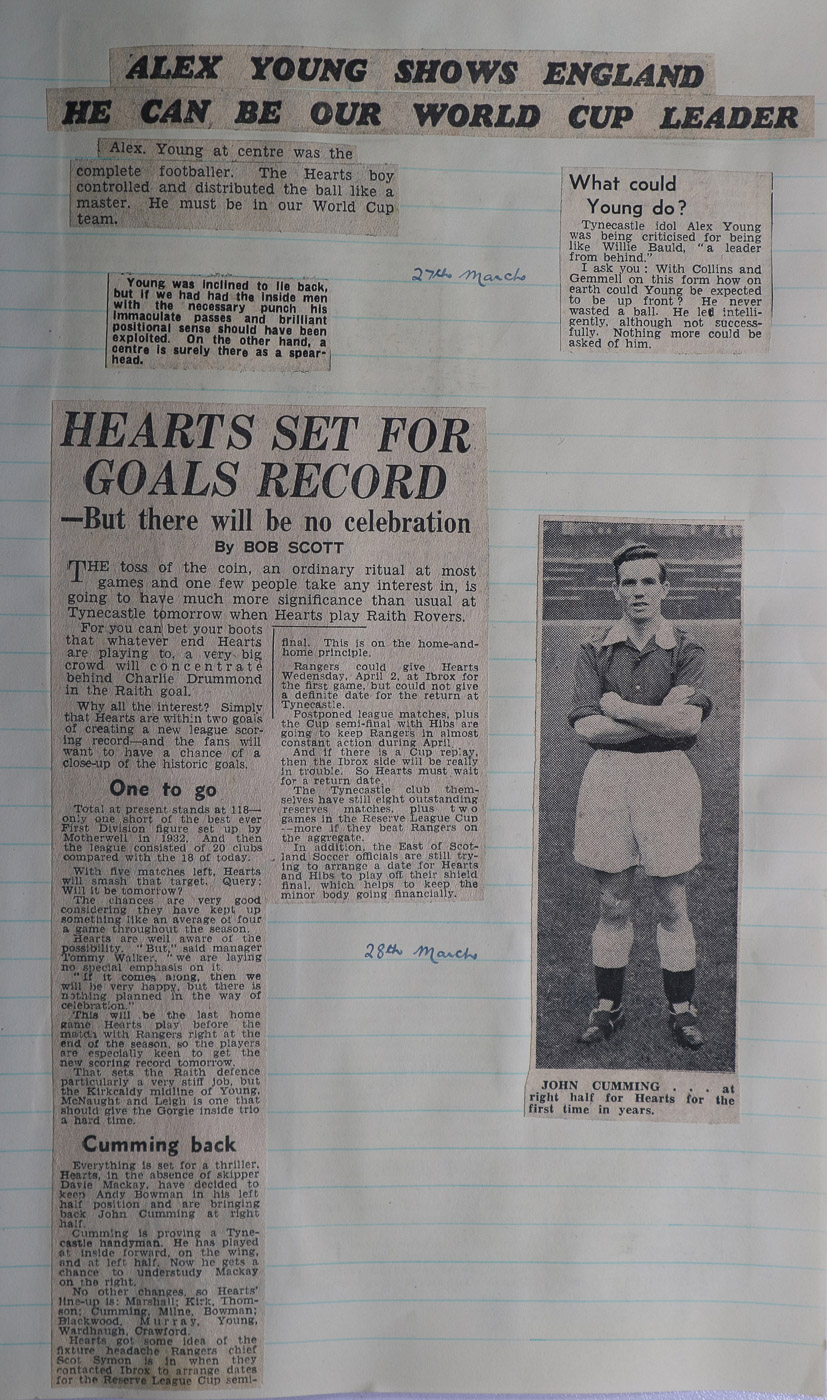 ALEX YOUNG SHOWS ENGLAND
HE CAN BE OUR WORLD CUP LEADER
Alex. Young at centre was the
complete footballer. The Hearts boy
controlled and distributed the ball like a
master. He must be in our World Cup
team.
What could
Young do?
Tynecastle idol Alex Young
was being criticised for being
like Willie Bauld, "a leader
from behind."
I ask you: With Collins and
Gemmell on this form how on
earth could Young be expected
to be up front? He never
wasted a ball. He led intelli-
gently, although not success-
fully. Nothing more could be
asked of him.
27th March
Young was inclined to lie back,
but if we had had the inside men
with the necessary punch his
immaculate passes and brilliant
positional sense should have been
exploited. On the other hand, a
centre is surely there as a spear-
head.
HEARTS SET FOR
GOALS RECORD
—But there will be no celebration
By BOB SCOTT
THE toss of the coin, an ordinary ritual at most
games and one few people take any interest in, is
going to have much more significance than usual at
Tynecastle tomorrow when Hearts play Raith Rovers.
For you can bet your boots
that whatever end Hearts
are playing to, a very big
crowd will concentrate
behind Charlie Drummond
in the Raith goal.
Why all the interest? Simply
that Hearts are within two goals
of creating a new league scor-
ing record—and the fans will
want to have a chance of a
close-up of the historic goals.
One to go
Total at present stands at 118—
only one short of the best ever
First Division figure set up by
Motherwell in 1932. And then
the league consisted of 20 clubs
compared with the 18 of today.
With five matches left, Hearts
will smash that target. Query:
Will it be tomorrow?
The chances are very good
considering they have kept up
something like an average of four
a game throughout the season.
Hearts are well aware of the
possibility. "But," said manager
Tommy Walker, "we are laying
no special emphasis on it.
"If it comes along, then we
will be very happy, but there is
nothing planned in the way of
celebration."
This will be the last home
game Hearts play before the
match with Rangers right at the
end of the season, so the players
are especially keen to get the
new scoring record tomorrow.
That sets the Raith defence
particularly a very stiff job, but
the Kirkcaldy midline of Young,
McNaught and Leigh is one that
should give the Gorgie inside trio
a hard time.
Cumming back
Everything is set for a thriller.
Hearts, in the absence of skipper
Davie Mackay, have decided to
keep Andy Bowman in his left
half position and are bringing
back John Cumming at right
half.
Cumming is proving a Tyne-
castle handyman. He has played
at inside forward, on the wing,
and at left half. Now he gets a
chance to understudy Mackay
on the right.
No other changes, so Hearts'
line-up is: Marshall; Kirk, Thom-
son; Cumming, Milne, Bowman;
Blackwood, Murray, Young,
Wardhaugh, Crawford.
Hearts got some idea of the
fixture headache Rangers chief
Scot Symon is in when they
contacted Ibrox to arrange dates
for the Reserve League Cup semi-
final. This is on the home-and-
home principle.
Rangers could give Hearts
Wedensday, April 2, at Ibrox for
the first game, but could not give
a definite date for the return at
Tynecastle.
Postponed league matches, plus
the Cup semi-final with Hibs are
going to keep Rangers in almost
constant action during April.
And if there is a Cup replay,
then the Ibrox side will be really
in trouble. So Hearts must wait
for a return date.
The Tynecastle club them-
selves have still eight outstanding
reserves matches, plus two
games in the Reserve League Cup
--more if they beat Rangers on
the aggregate.
In addition, the East of Scot-
land Soccer officials are still try-
ing to arrange a date for Hearts
and Hibs to play off their shield
final, which helps to keep the
minor body going financially.
28th March
JOHN CUMMING . . . at
right half for Hearts for the
first time in years.